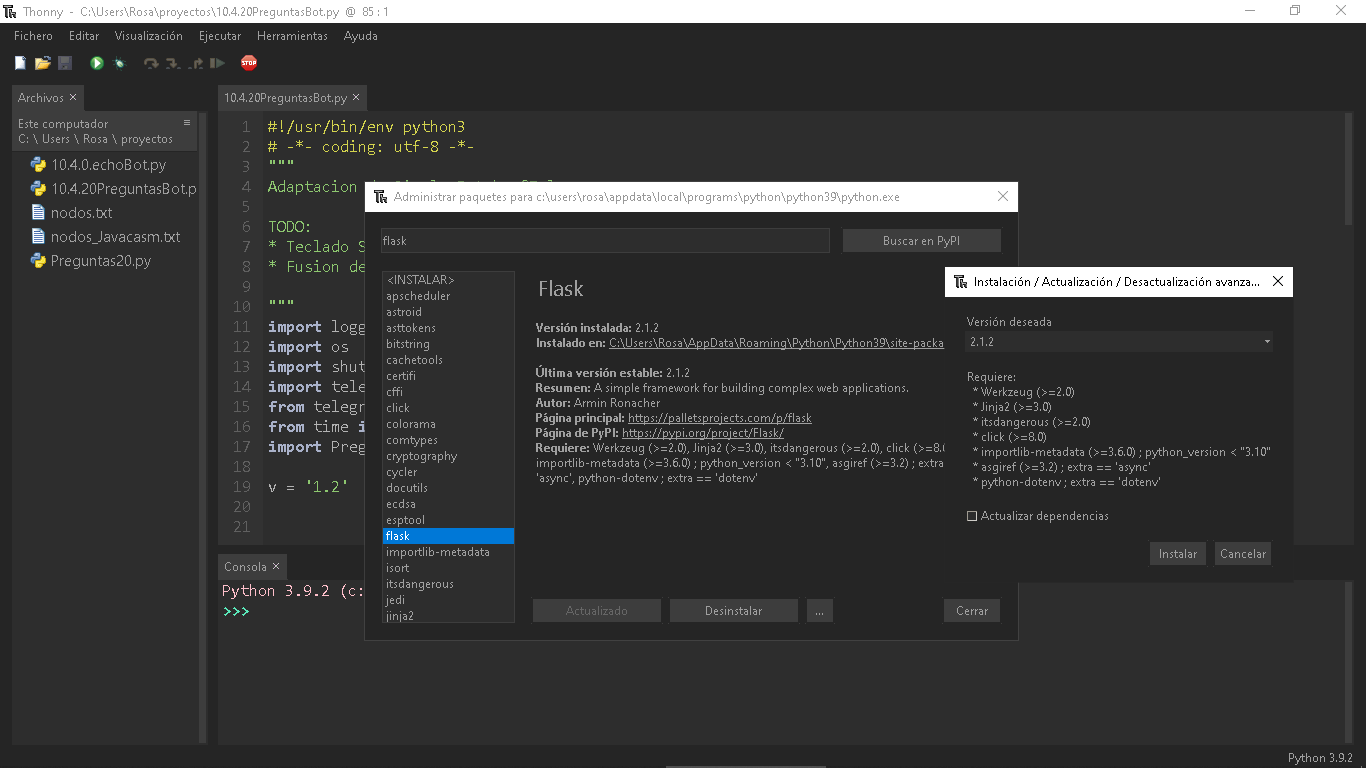 Thonny - C:\Users\Rosa\proyectos\10.4.20PreguntasBot.py @ 85 : 1
Fichero Editar Visualización Ejecutar Herramientas Ayuda
STOP
Archivos ×
Este computador
C: \ Users \ Rosa \ proyectos
10.4.0.echoBot.py
10.4.20PreguntasBot.p
nodos.txt
nodos_Javacasm.txt
Preguntas20.py
10.4.20PreguntasBot.py ×
1 #!/usr/bin/env python3
2 # -*- coding: utf-8 -*-
3 """
4 Adaptacion
5
6 TODO:
7 * Teclado S
8 * Fusion de
9
10 """
11 import logg
12 import os
13 import shut
14 import tele
15 from telegr
16 from time i
17 import Preg
18
19 v = '1.2'
20
21
Administrar paquetes para c:\users\rosa\appdata\local\programs\python\python39\python.exe
flask
Buscar en PyPI
<INSTALAR>
apscheduler
astroid
asttokens
bitstring
cachetools
certifi
cffi
click
colorama
comtypes
cryptography
cycler
docutils
ecdsa
esptool
flask
importlib-metadata
isort
itsdangerous
jedi
jinja2
Flask
Versión instalada: 2.1.2
Instalado en: C:\Users\Rosa\AppData\Roaming\Python\Python39\site-packa
Última versión estable: 2.1.2
Resumen: A simple framework for building complex web applications.
Autor: Armin Ronacher
Página principal: https://palletsprojects.com/p/flask
Página de PyPI: https://pypi.org/project/Flask/
Requiere: Werkzeug (>=2.0), Jinja2 (>=3.0), itsdangerous (>=2.0), click (>=8.0
importlib-metadata (>=3.6.0) ; python_version < "3.10", asgiref (>=3.2) ; extra
'async', python-dotenv ; extra == 'dotenv'
Actualizado
Desinstalar
...
Cerrar
Instalación / Actualización / Desactualización avanza...
Versión deseada
2.1.2
Requiere:
* Werkzeug (>=2.0)
* Jinja2 (>=3.0)
* itsdangerous (>=2.0)
* click (>=8.0)
* importlib-metadata (>=3.6.0) ; python_version < "3.10"
* asgiref (>=3.2) ; extra == 'async'
* python-dotenv ; extra == 'dotenv'
Actualizar dependencias
Instalar
Cancelar
Consola ×
Python 3.9.2 (c:
>>>
Python 3.9.2